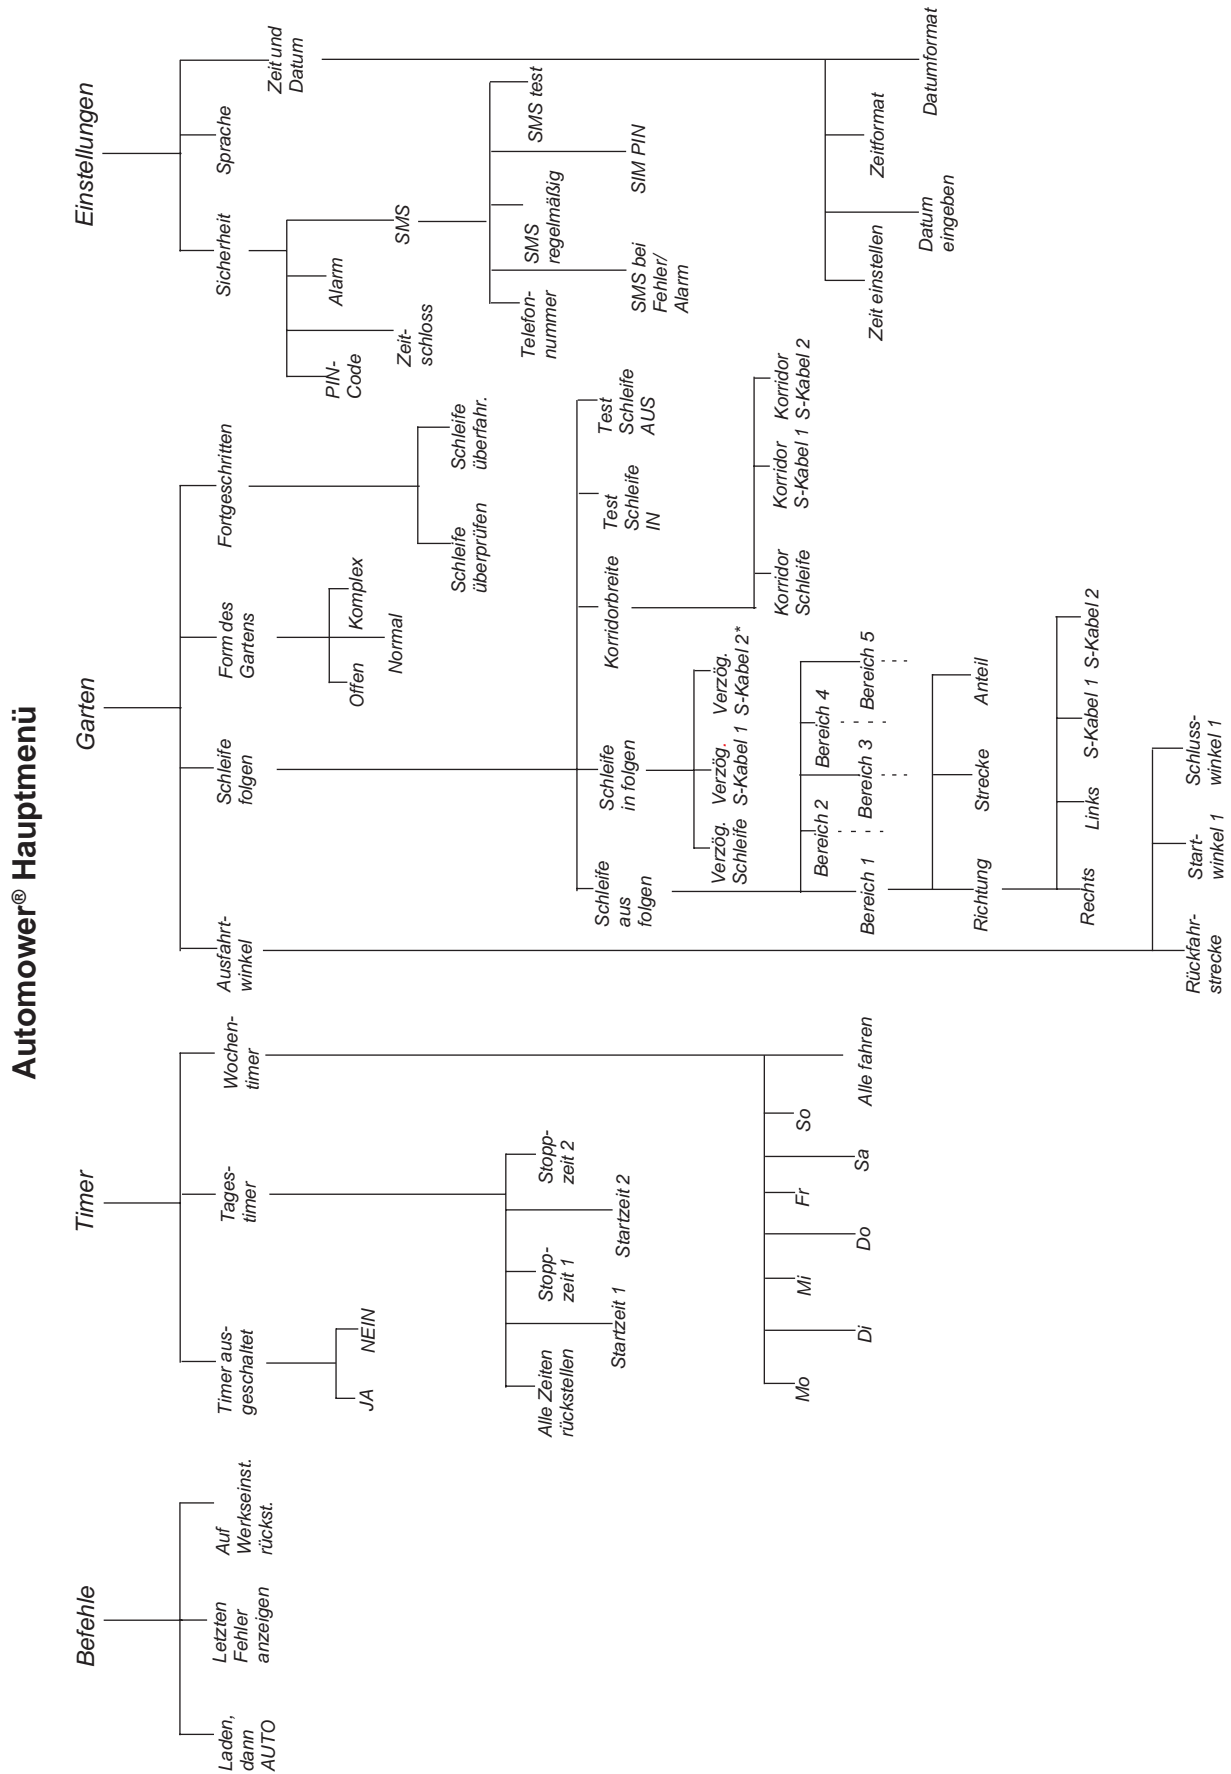 Automower® Hauptmenü
Befehle
Laden,
dann
AUTO
Letzten
Fehler
anzeigen
Auf
Werkseinst.
rückst.
Timer
Timer aus-
geschaltet
JA
NEIN
Tages-
timer
Alle Zeiten
rückstellen
Startzeit 1
Stopp-
zeit 1
Startzeit 2
Stopp-
zeit 2
Wochen-
timer
Mo
Di
Mi
Do
Fr
Sa
So
Alle fahren
Garten
Ausfahrt-
winkel
Rückfahr-
strecke
Start-
winkel 1
Schluss-
winkel 1
Schleife
folgen
Schleife
aus
folgen
Bereich 1
Bereich 2
Bereich 3
Bereich 4
Bereich 5
Richtung
Strecke
Anteil
Rechts
Links
S-Kabel 1
S-Kabel 2
Schleife
in folgen
Verzög.
Schleife
Verzög.
S-Kabel 1
Verzög.
S-Kabel 2*
Korridorbreite
Korridor
Schleife
Korridor
S-Kabel 1
Korridor
S-Kabel 2
Test
Schleife
IN
Test
Schleife
AUS
Form des
Gartens
Offen
Normal
Komplex
Fortgeschritten
Schleife
überprüfen
Schleife
überfahr.
Einstellungen
Sicherheit
PIN-
Code
Zeit-
schloss
Alarm
SMS
Telefon-
nummer
SMS bei
Fehler/
Alarm
SMS
regelmäßig
SIM PIN
SMS test
Sprache
Zeit und
Datum
Zeit einstellen
Datum
eingeben
Zeitformat
Datumformat